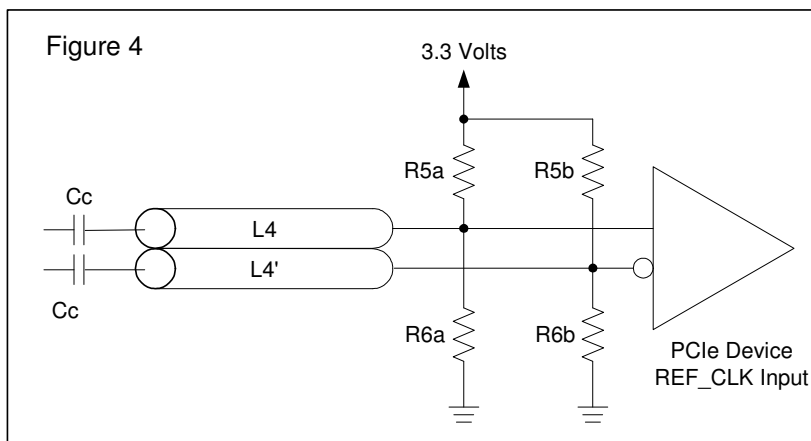 Figure 4
3.3 Volts
R5a
R5b
Cc
L4
L4'
Cc
R6a
R6b
PCIe Device
REF_CLK Input